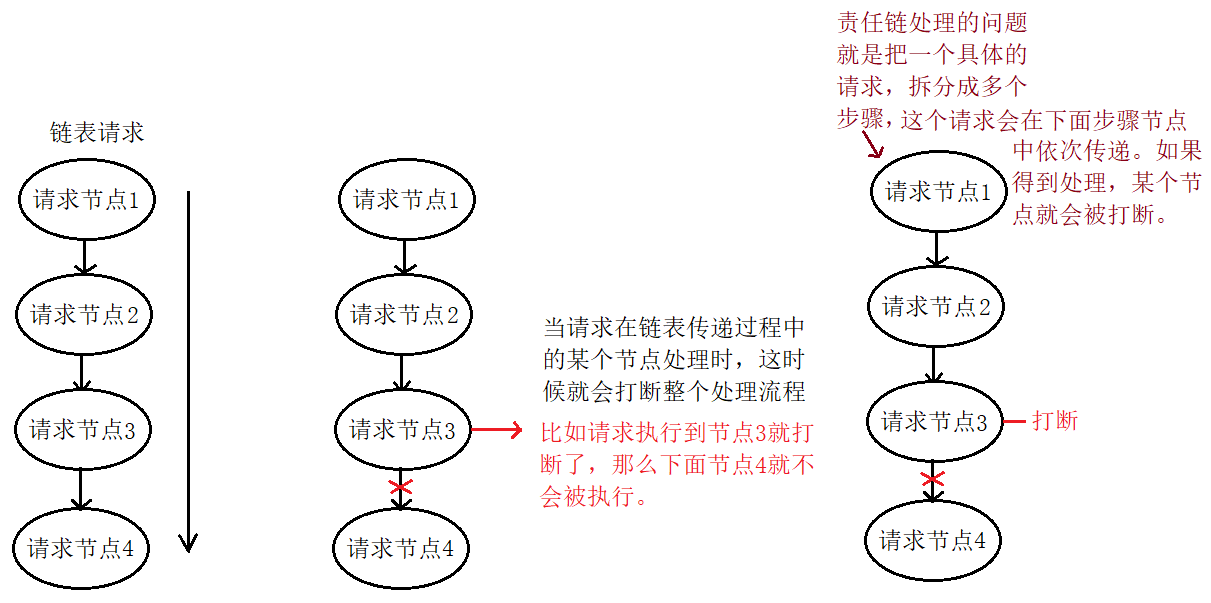 链表请求
请求节点1
请求节点2
请求节点3
请求节点4
请求节点1
请求节点2
请求节点3
请求节点4
当请求在链表传递过程中
的某个节点处理时，这时
候就会打断整个处理流程
比如请求执行到节点3就打
断了，那么下面节点4就不
会被执行。
责任链处理的问题
就是把一个具体的
请求，拆分成多个
步骤，这个请求会在下面步骤节点
中依次传递。如果
得到处理，某个节
点就会被打断。
请求节点1
请求节点2
请求节点3
打断
请求节点4